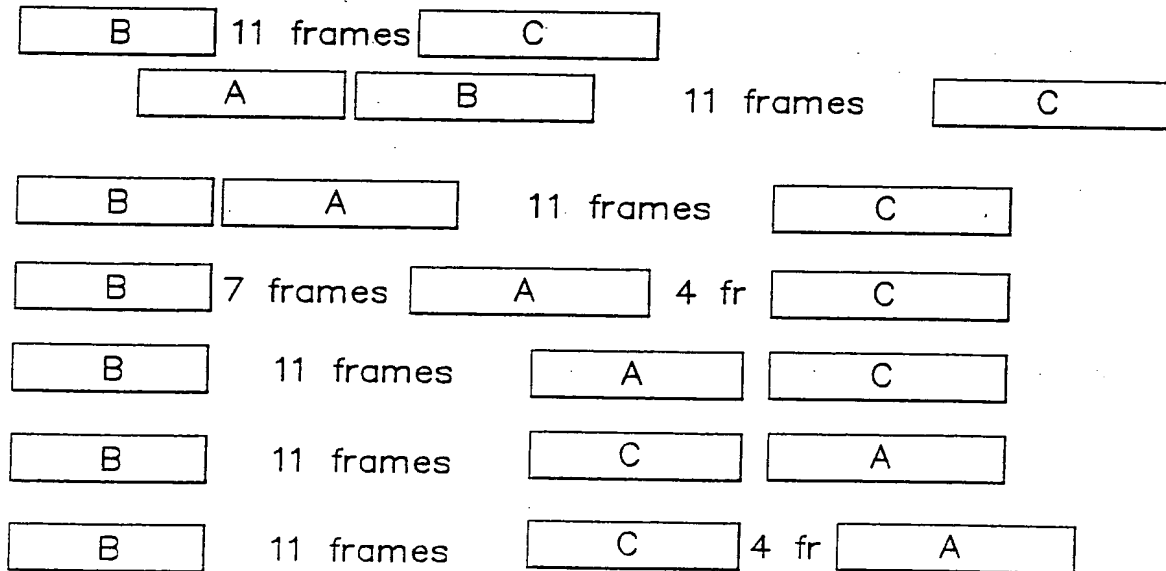 B 11 frames C
A B 11 frames C
B A 11 frames C
B 7 frames A 4 fr C
B 11 frames A C
B 11 frames C A
B 11 frames C 4 fr A